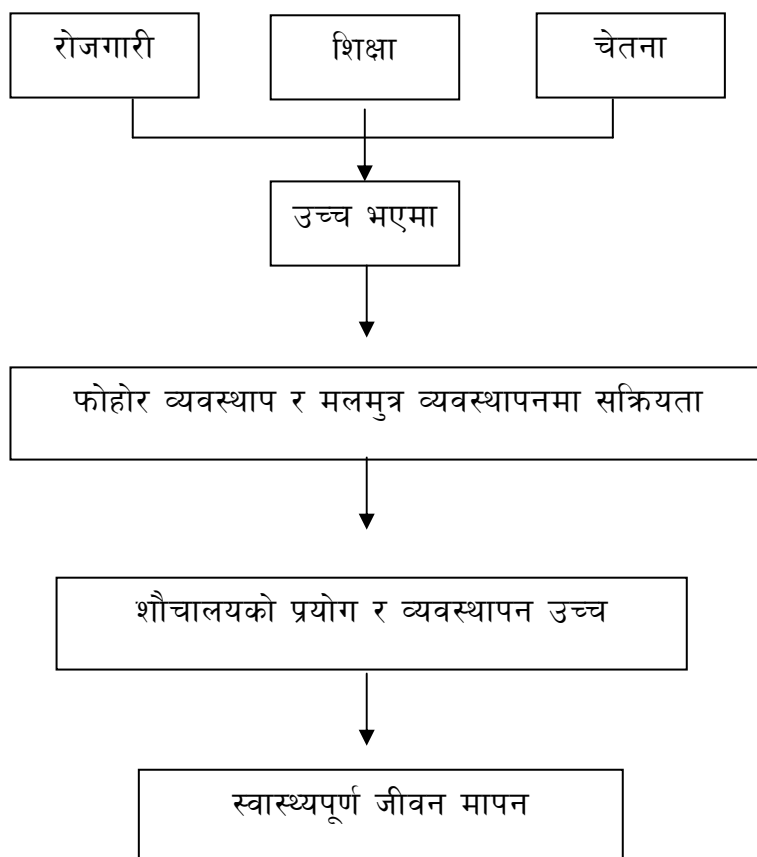 रोजगारी
शिक्षा
चेतना
उच्च भएमा
फोहोर व्यवस्थाप र मलमुत्र व्यवस्थापनमा सक्रियता
शौचालयको प्रयोग र व्यवस्थापन उच्च
स्वास्थ्यपूर्ण जीवन मापन